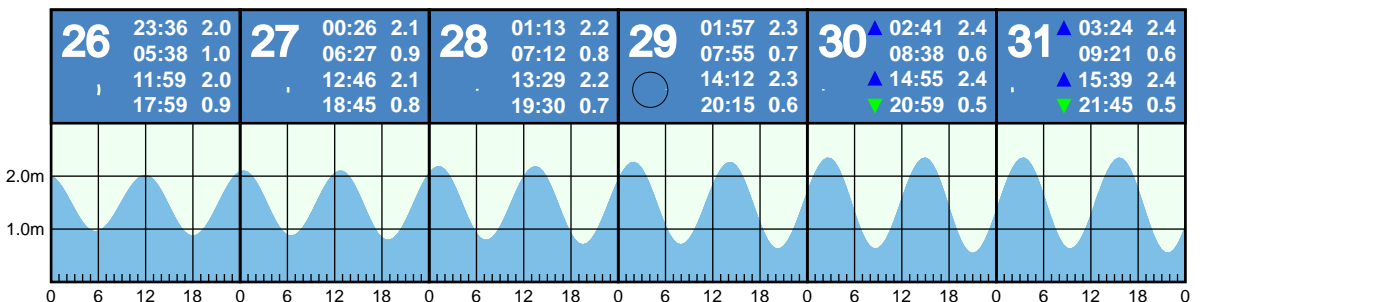 26
23:36 2.0
05:38 1.0
11:59 2.0
17:59 0.9
27
00:26 2.1
06:27 0.9
12:46 2.1
18:45 0.8
28
01:13 2.2
07:12 0.8
13:29 2.2
19:30 0.7
29
01:57 2.3
07:55 0.7
14:12 2.3
20:15 0.6
30
▲ 02:41 2.4
08:38 0.6
▲ 14:55 2.4
▼ 20:59 0.5
31
▲ 03:24 2.4
09:21 0.6
▲ 15:39 2.4
▼ 21:45 0.5
2.0m
1.0m
0 6 12 18 0 6 12 18 0 6 12 18 0 6 12 18 0 6 12 18 0 6 12 18 0